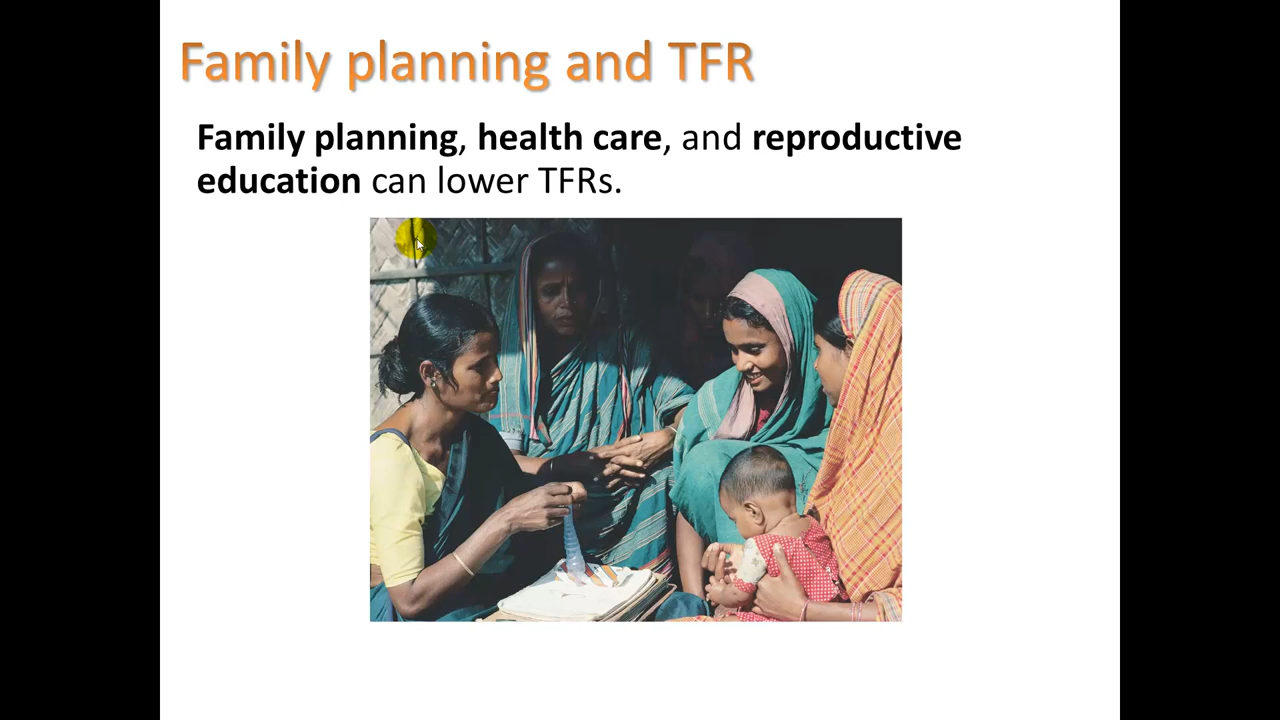 Family planning and TFR
Family planning, health care, and reproductive
education can lower TFRs.